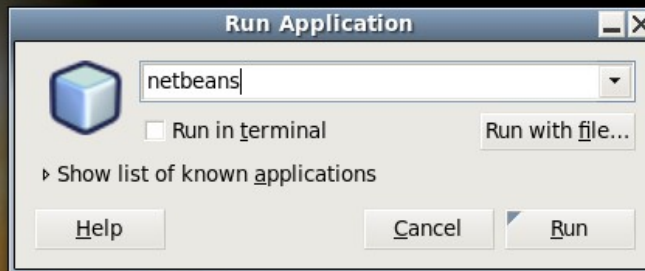 Run Application
netbeans
Run in terminal
Run with file...
Show list of known applications
Help
Cancel
Run